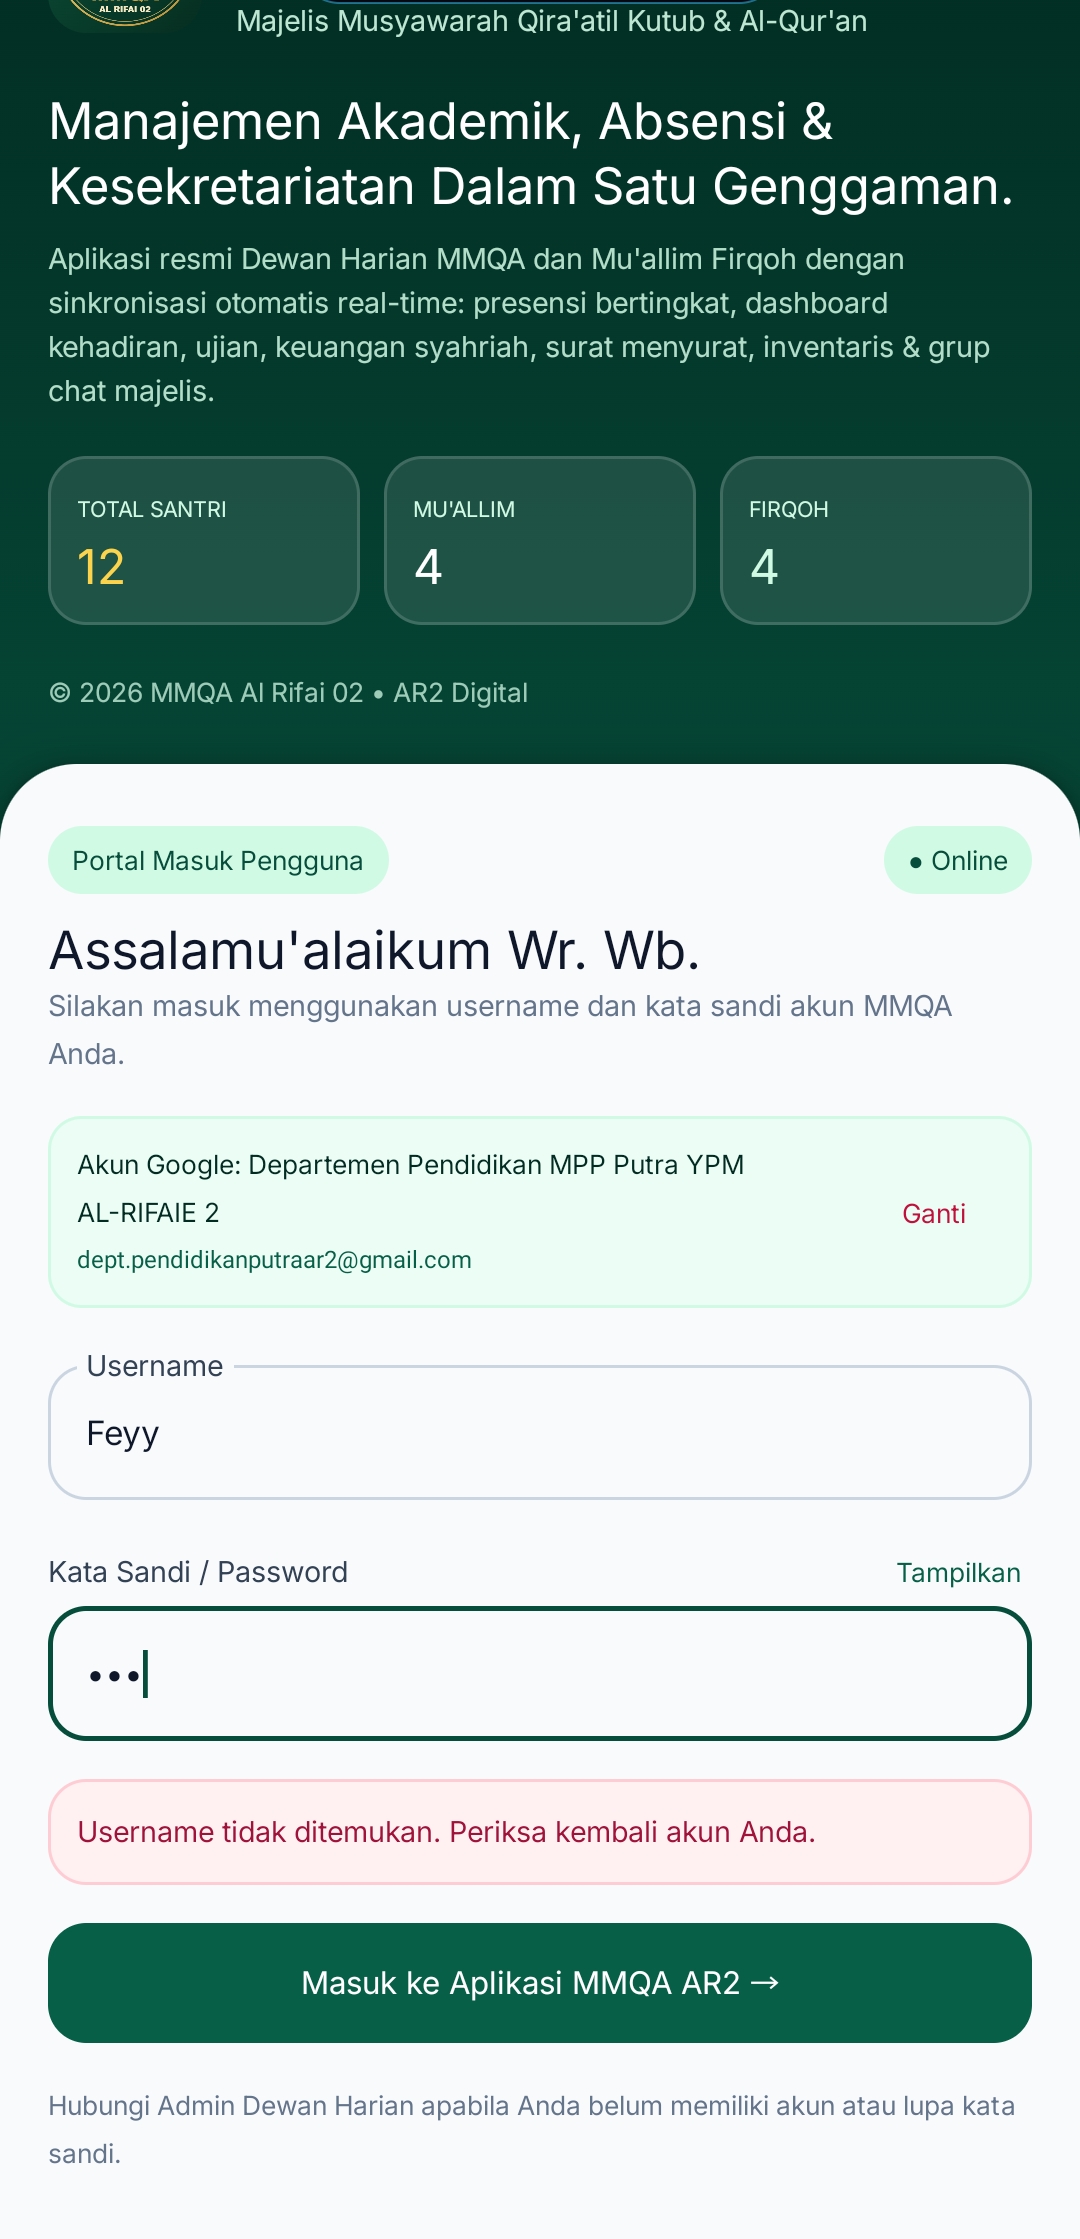 AL RIFAI 02
Majelis Musyawarah Qira'atil Kutub & Al-Qur'an
Manajemen Akademik, Absensi &
Kesekretariatan Dalam Satu Genggaman.
Aplikasi resmi Dewan Harian MMQA dan Mu'allim Firqoh dengan
sinkronisasi otomatis real-time: presensi bertingkat, dashboard
kehadiran, ujian, keuangan syahriah, surat menyurat, inventaris & grup
chat majelis.
TOTAL SANTRI
12
MU'ALLIM
4
FIRQOH
4
© 2026 MMQA Al Rifai 02 • AR2 Digital
Portal Masuk Pengguna
● Online
Assalamu'alaikum Wr. Wb.
Silakan masuk menggunakan username dan kata sandi akun MMQA
Anda.
Akun Google: Departemen Pendidikan MPP Putra YPM
AL-RIFAIE 2
dept.pendidikanputraar2@gmail.com
Ganti
Username
Feyy
Kata Sandi / Password
Tampilkan
•••
Username tidak ditemukan. Periksa kembali akun Anda.
Masuk ke Aplikasi MMQA AR2 →
Hubungi Admin Dewan Harian apabila Anda belum memiliki akun atau lupa kata
sandi.